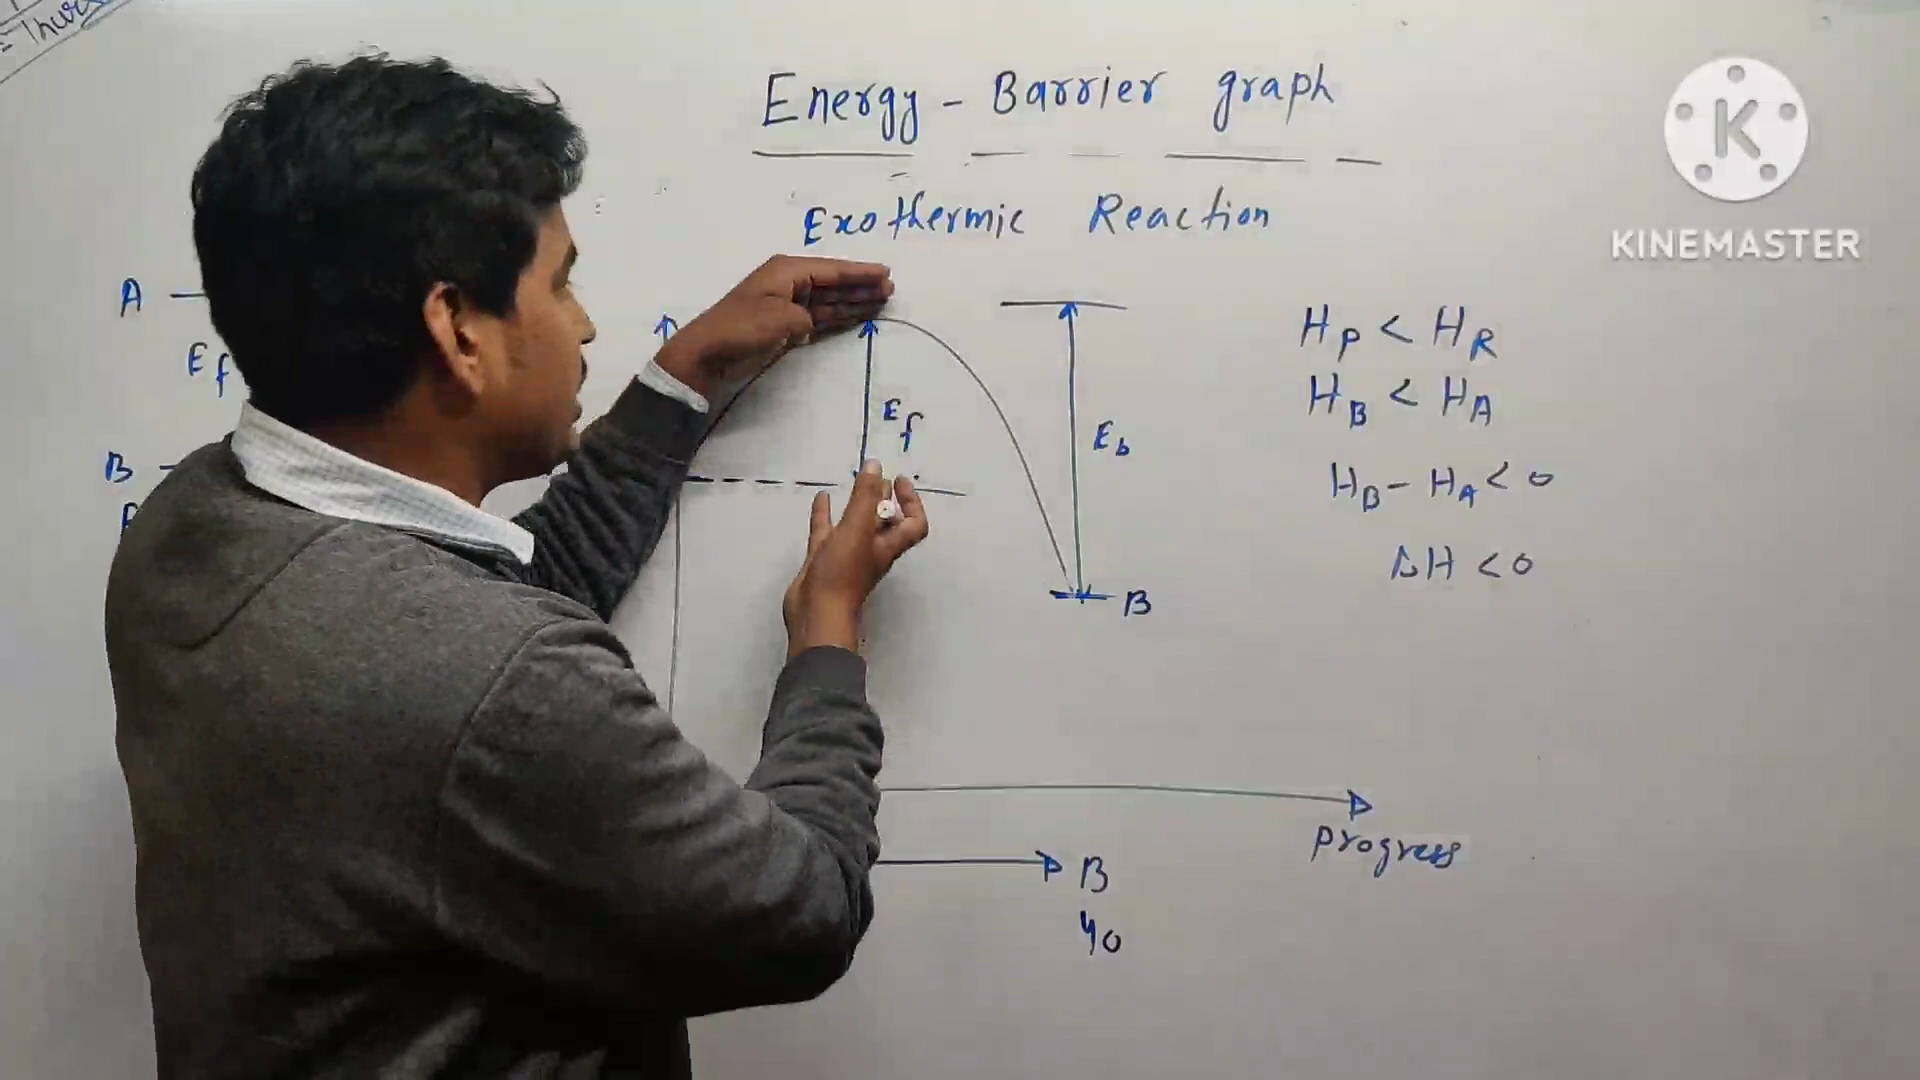 Energy - Barrier graph
Exothermic Reaction
KINEMASTER
A
Ef
B
Ef
Eb
B
HP < HR
HB < HA
HB - HA < 0
ΔH < 0
Progress
B
40